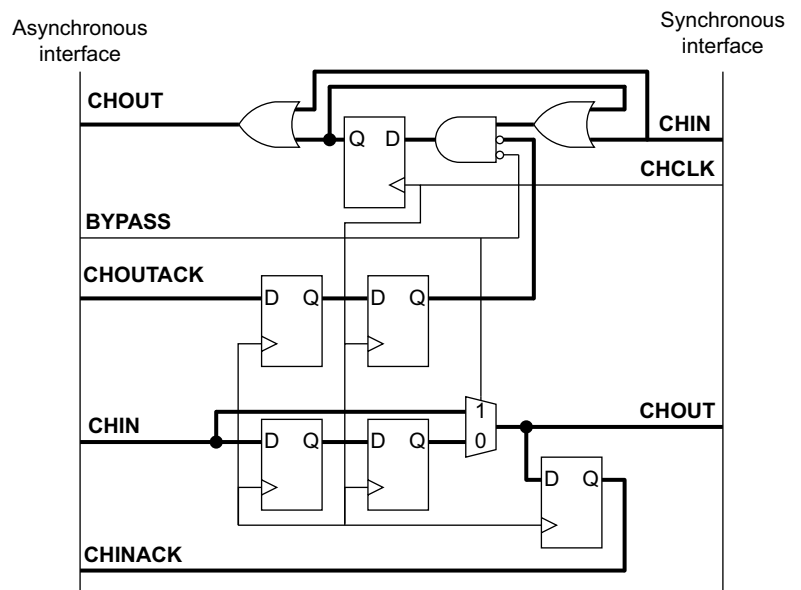 Asynchronous
interface
Synchronous
interface
CHOUT
CHIN
Q D
CHCLK
BYPASS
CHOUTACK
D Q
D Q
CHOUT
1
CHIN
D Q
D Q
0
D Q
CHINACK